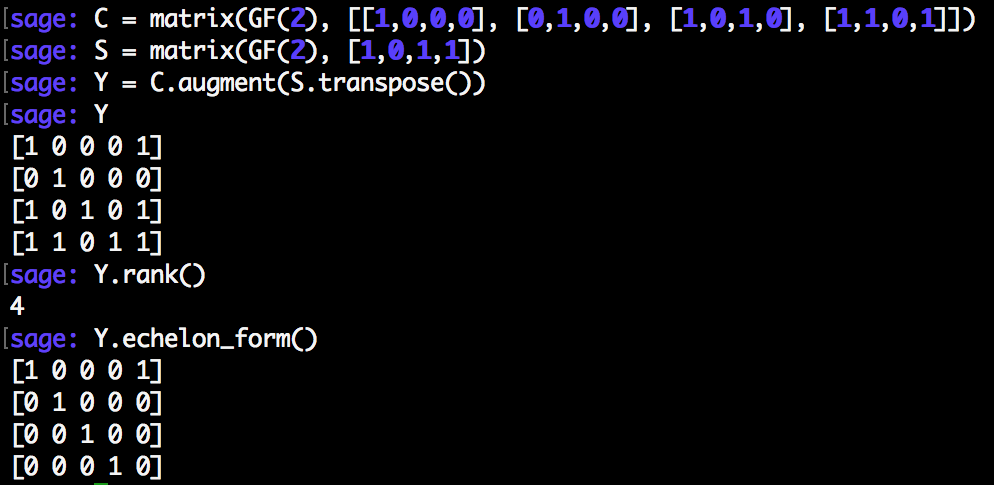 [sage: C = matrix(GF(2), [[1,0,0,0], [0,1,0,0], [1,0,1,0], [1,1,0,1]])
[sage: S = matrix(GF(2), [1,0,1,1])
[sage: Y = C.augment(S.transpose())
[sage: Y
[1 0 0 0 1]
[0 1 0 0 0]
[1 0 1 0 1]
[1 1 0 1 1]
[sage: Y.rank()
4
[sage: Y.echelon_form()
[1 0 0 0 1]
[0 1 0 0 0]
[0 0 1 0 0]
[0 0 0 1 0]